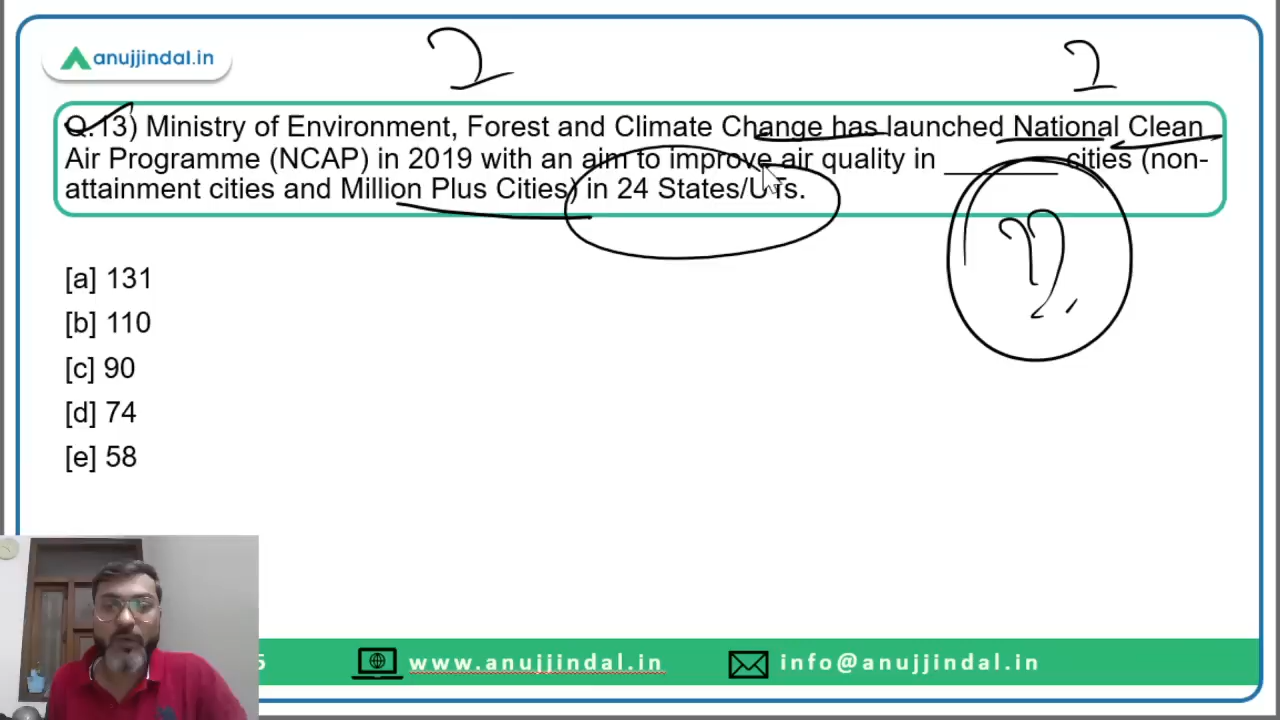 anujjindal.in
2
2
Q.13) Ministry of Environment, Forest and Climate Change has launched National Clean
Air Programme (NCAP) in 2019 with an aim to improve air quality in ________ cities (non-
attainment cities and Million Plus Cities) in 24 States/UTs.
[a] 131
[b] 110
[c] 90
[d] 74
[e] 58
www.anujjindal.in
info@anujjindal.in